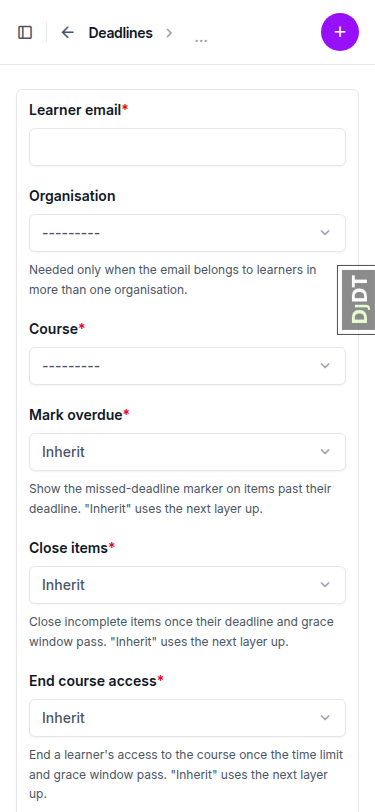 Deadlines
...
Learner email*
Organisation
---------
Needed only when the email belongs to learners in
more than one organisation.
DjDT
Course*
---------
Mark overdue*
Inherit
Show the missed-deadline marker on items past their
deadline. "Inherit" uses the next layer up.
Close items*
Inherit
Close incomplete items once their deadline and grace
window pass. "Inherit" uses the next layer up.
End course access*
Inherit
End a learner's access to the course once the time limit
and grace window pass. "Inherit" uses the next layer
up.